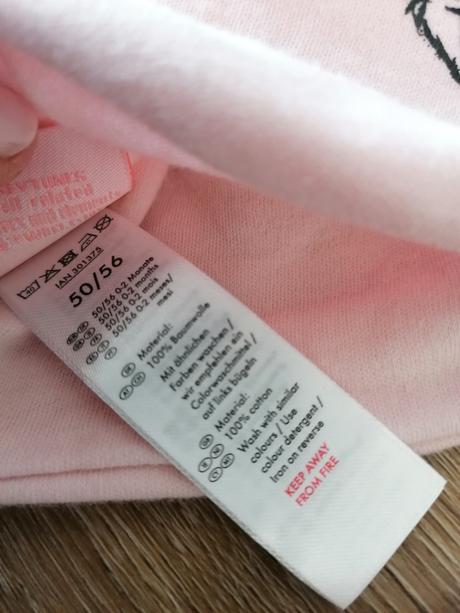 related
IAN 301375
50/56
50/56 0-2 Monate
50/56 0-2 months
50/56 0-2 mois
50/56 0-2 meses/
mesi
Material:
100% Baumwolle
Mit ähnlichen
Farben waschen /
wir empfehlen ein
Colorwaschmittel /
auf links bügeln
Material:
100% cotton
Wash with similar
colours / Use
colour detergent /
Iron on reverse
KEEP AWAY
FROM FIRE